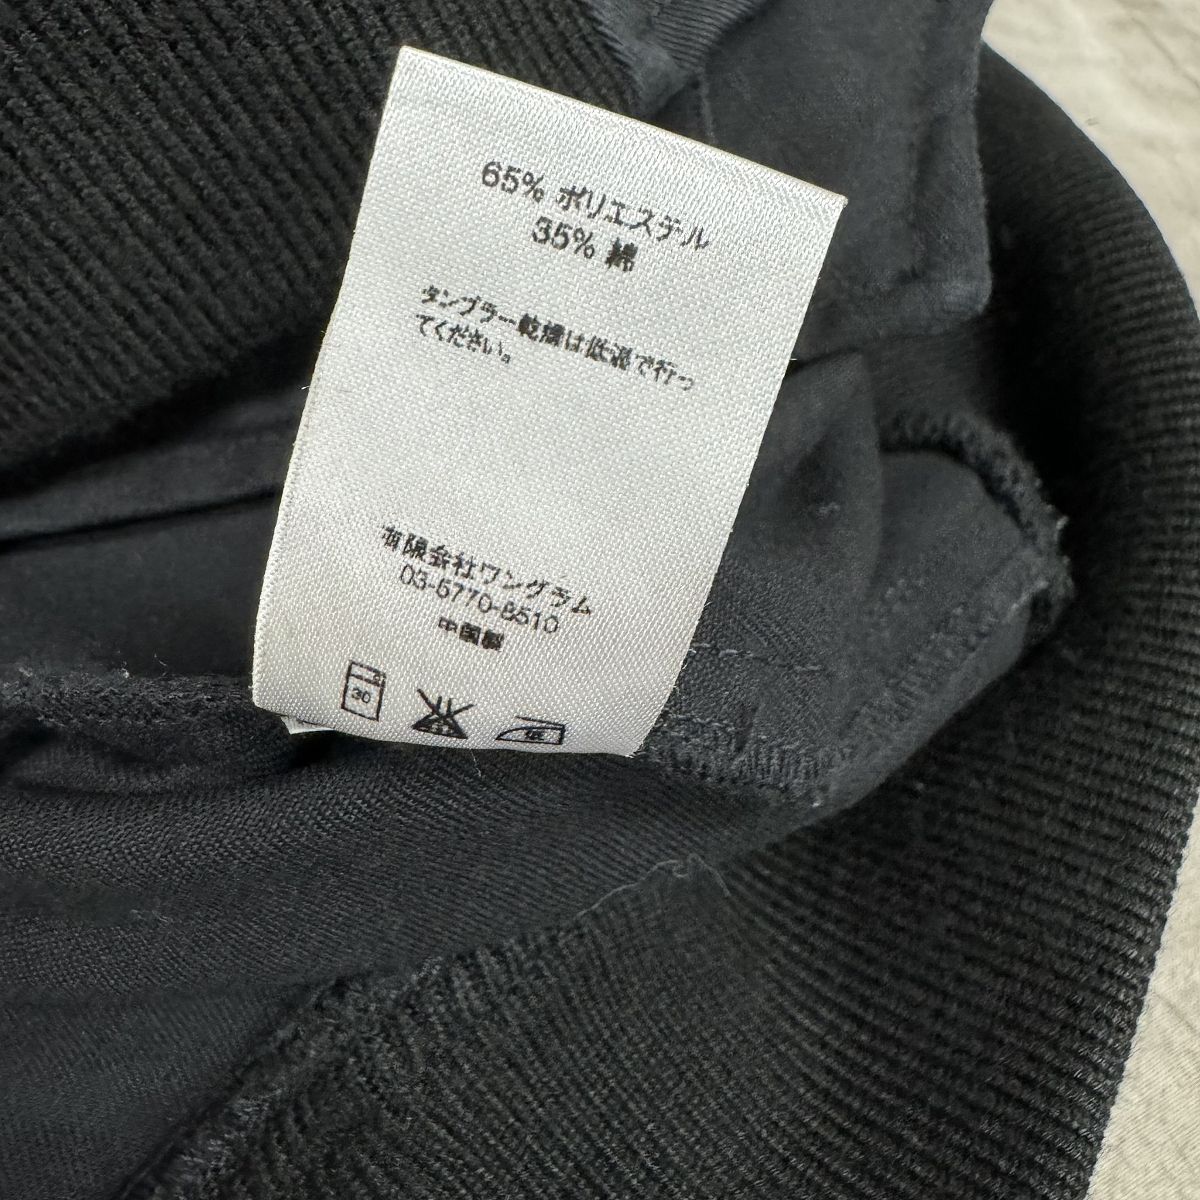 65% ポリエステル
35% 綿
タンブラー乾燥は低温で行っ
てください。
有限会社ワングラム
03-5770-8510
中国製
30